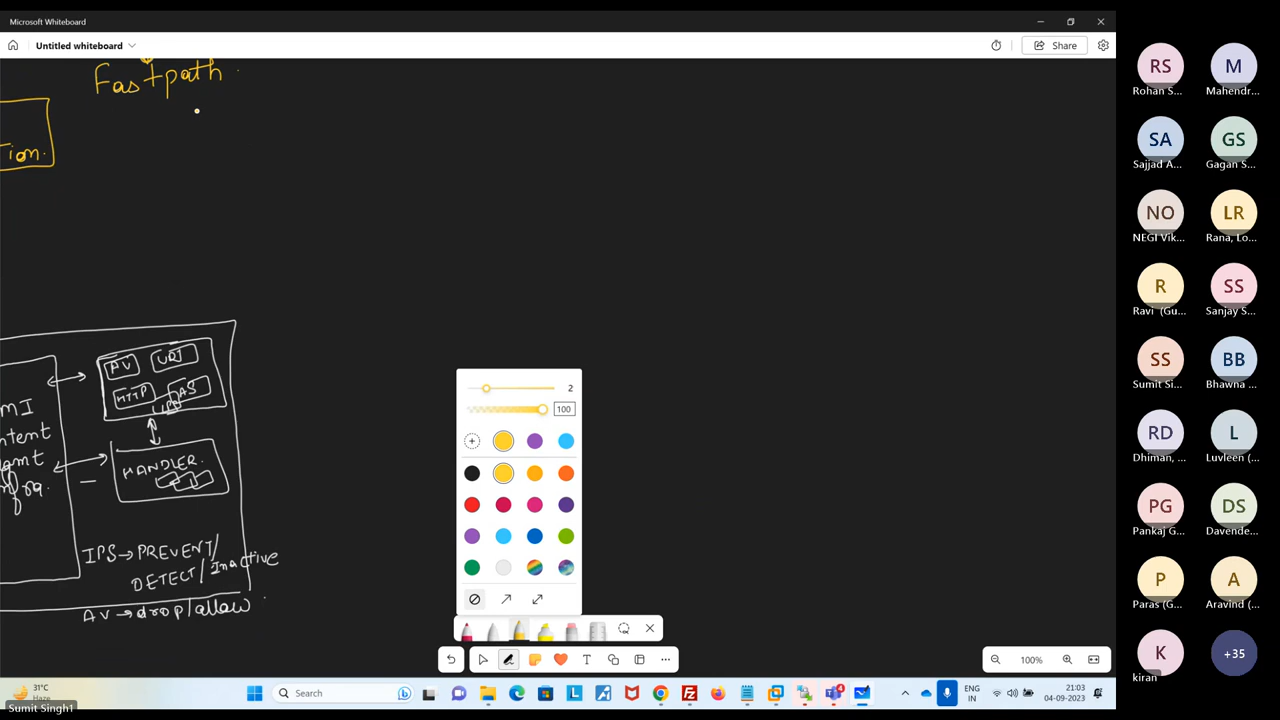 Microsoft Whiteboard
Untitled whiteboard
Share
Fastpath
tion.
AV URI
HTTP AS
MI
ntent
gmt
nfra.
HANDLER.
IPS→PREVENT/
DETECT/Inactive
AV→drop/allow
2
100
100%
RS
Rohan S...
M
Mahendr...
SA
Sajjad A...
GS
Gagan S...
NO
NEGI Vik...
LR
Rana, Lo...
R
Ravi (Gu...
SS
Sanjay S...
SS
Sumit Si...
BB
Bhawna ...
RD
Dhiman, ...
L
Luvleen (...
PG
Pankaj G...
DS
Davende...
P
Paras (G...
A
Aravind (...
K
kiran
+35
31°C
Haze
Search
ENG
IN
21:03
04-09-2023
Sumit Singh1